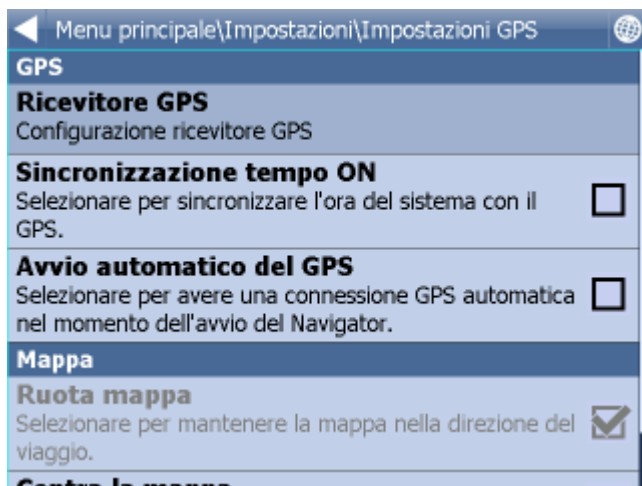 Menu principale\Impostazioni\Impostazioni GPS
GPS
Ricevitore GPS
Configurazione ricevitore GPS
Sincronizzazione tempo ON
Selezionare per sincronizzare l'ora del sistema con il
GPS.
Avvio automatico del GPS
Selezionare per avere una connessione GPS automatica
nel momento dell'avvio del Navigator.
Mappa
Ruota mappa
Selezionare per mantenere la mappa nella direzione del
viaggio.
la mappa